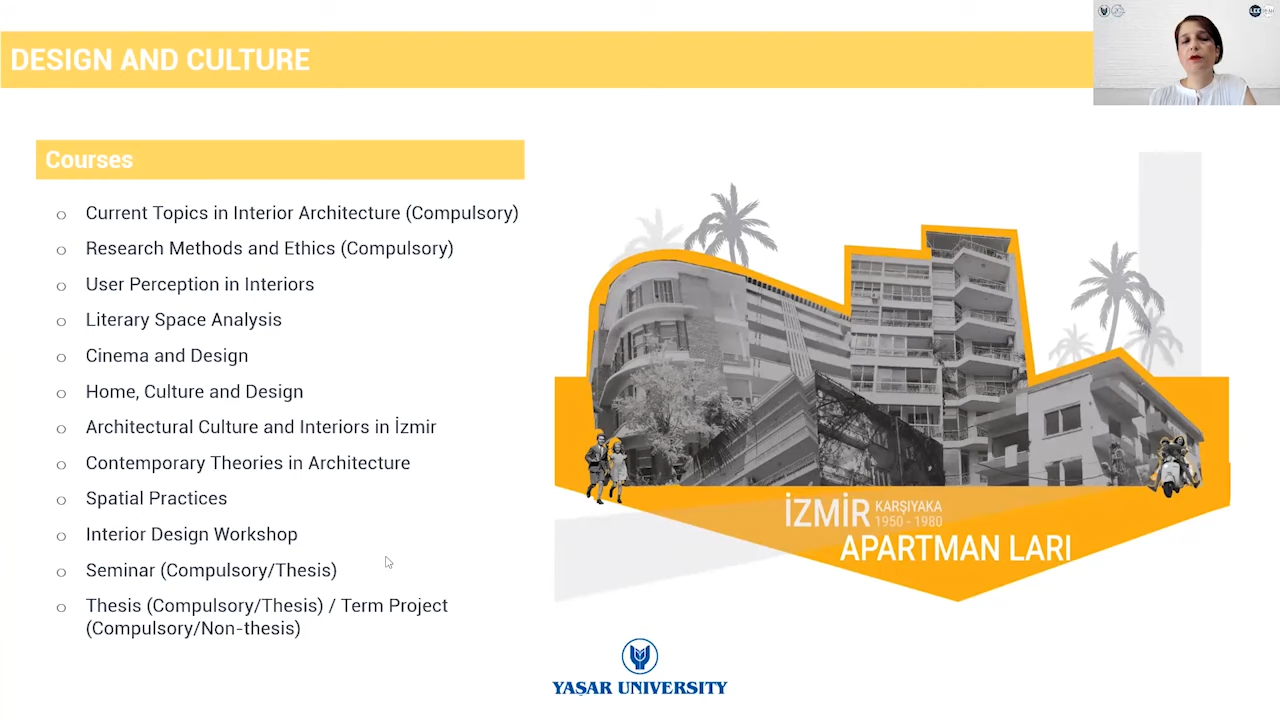 DESIGN AND CULTURE
Courses
Current Topics in Interior Architecture (Compulsory)
Research Methods and Ethics (Compulsory)
User Perception in Interiors
Literary Space Analysis
Cinema and Design
Home, Culture and Design
Architectural Culture and Interiors in İzmir
Contemporary Theories in Architecture
Spatial Practices
Interior Design Workshop
Seminar (Compulsory/Thesis)
Thesis (Compulsory/Thesis) / Term Project
(Compulsory/Non-thesis)
İZMİR
KARŞIYAKA
1950 - 1980
APARTMAN LARI
YAŞAR UNIVERSITY